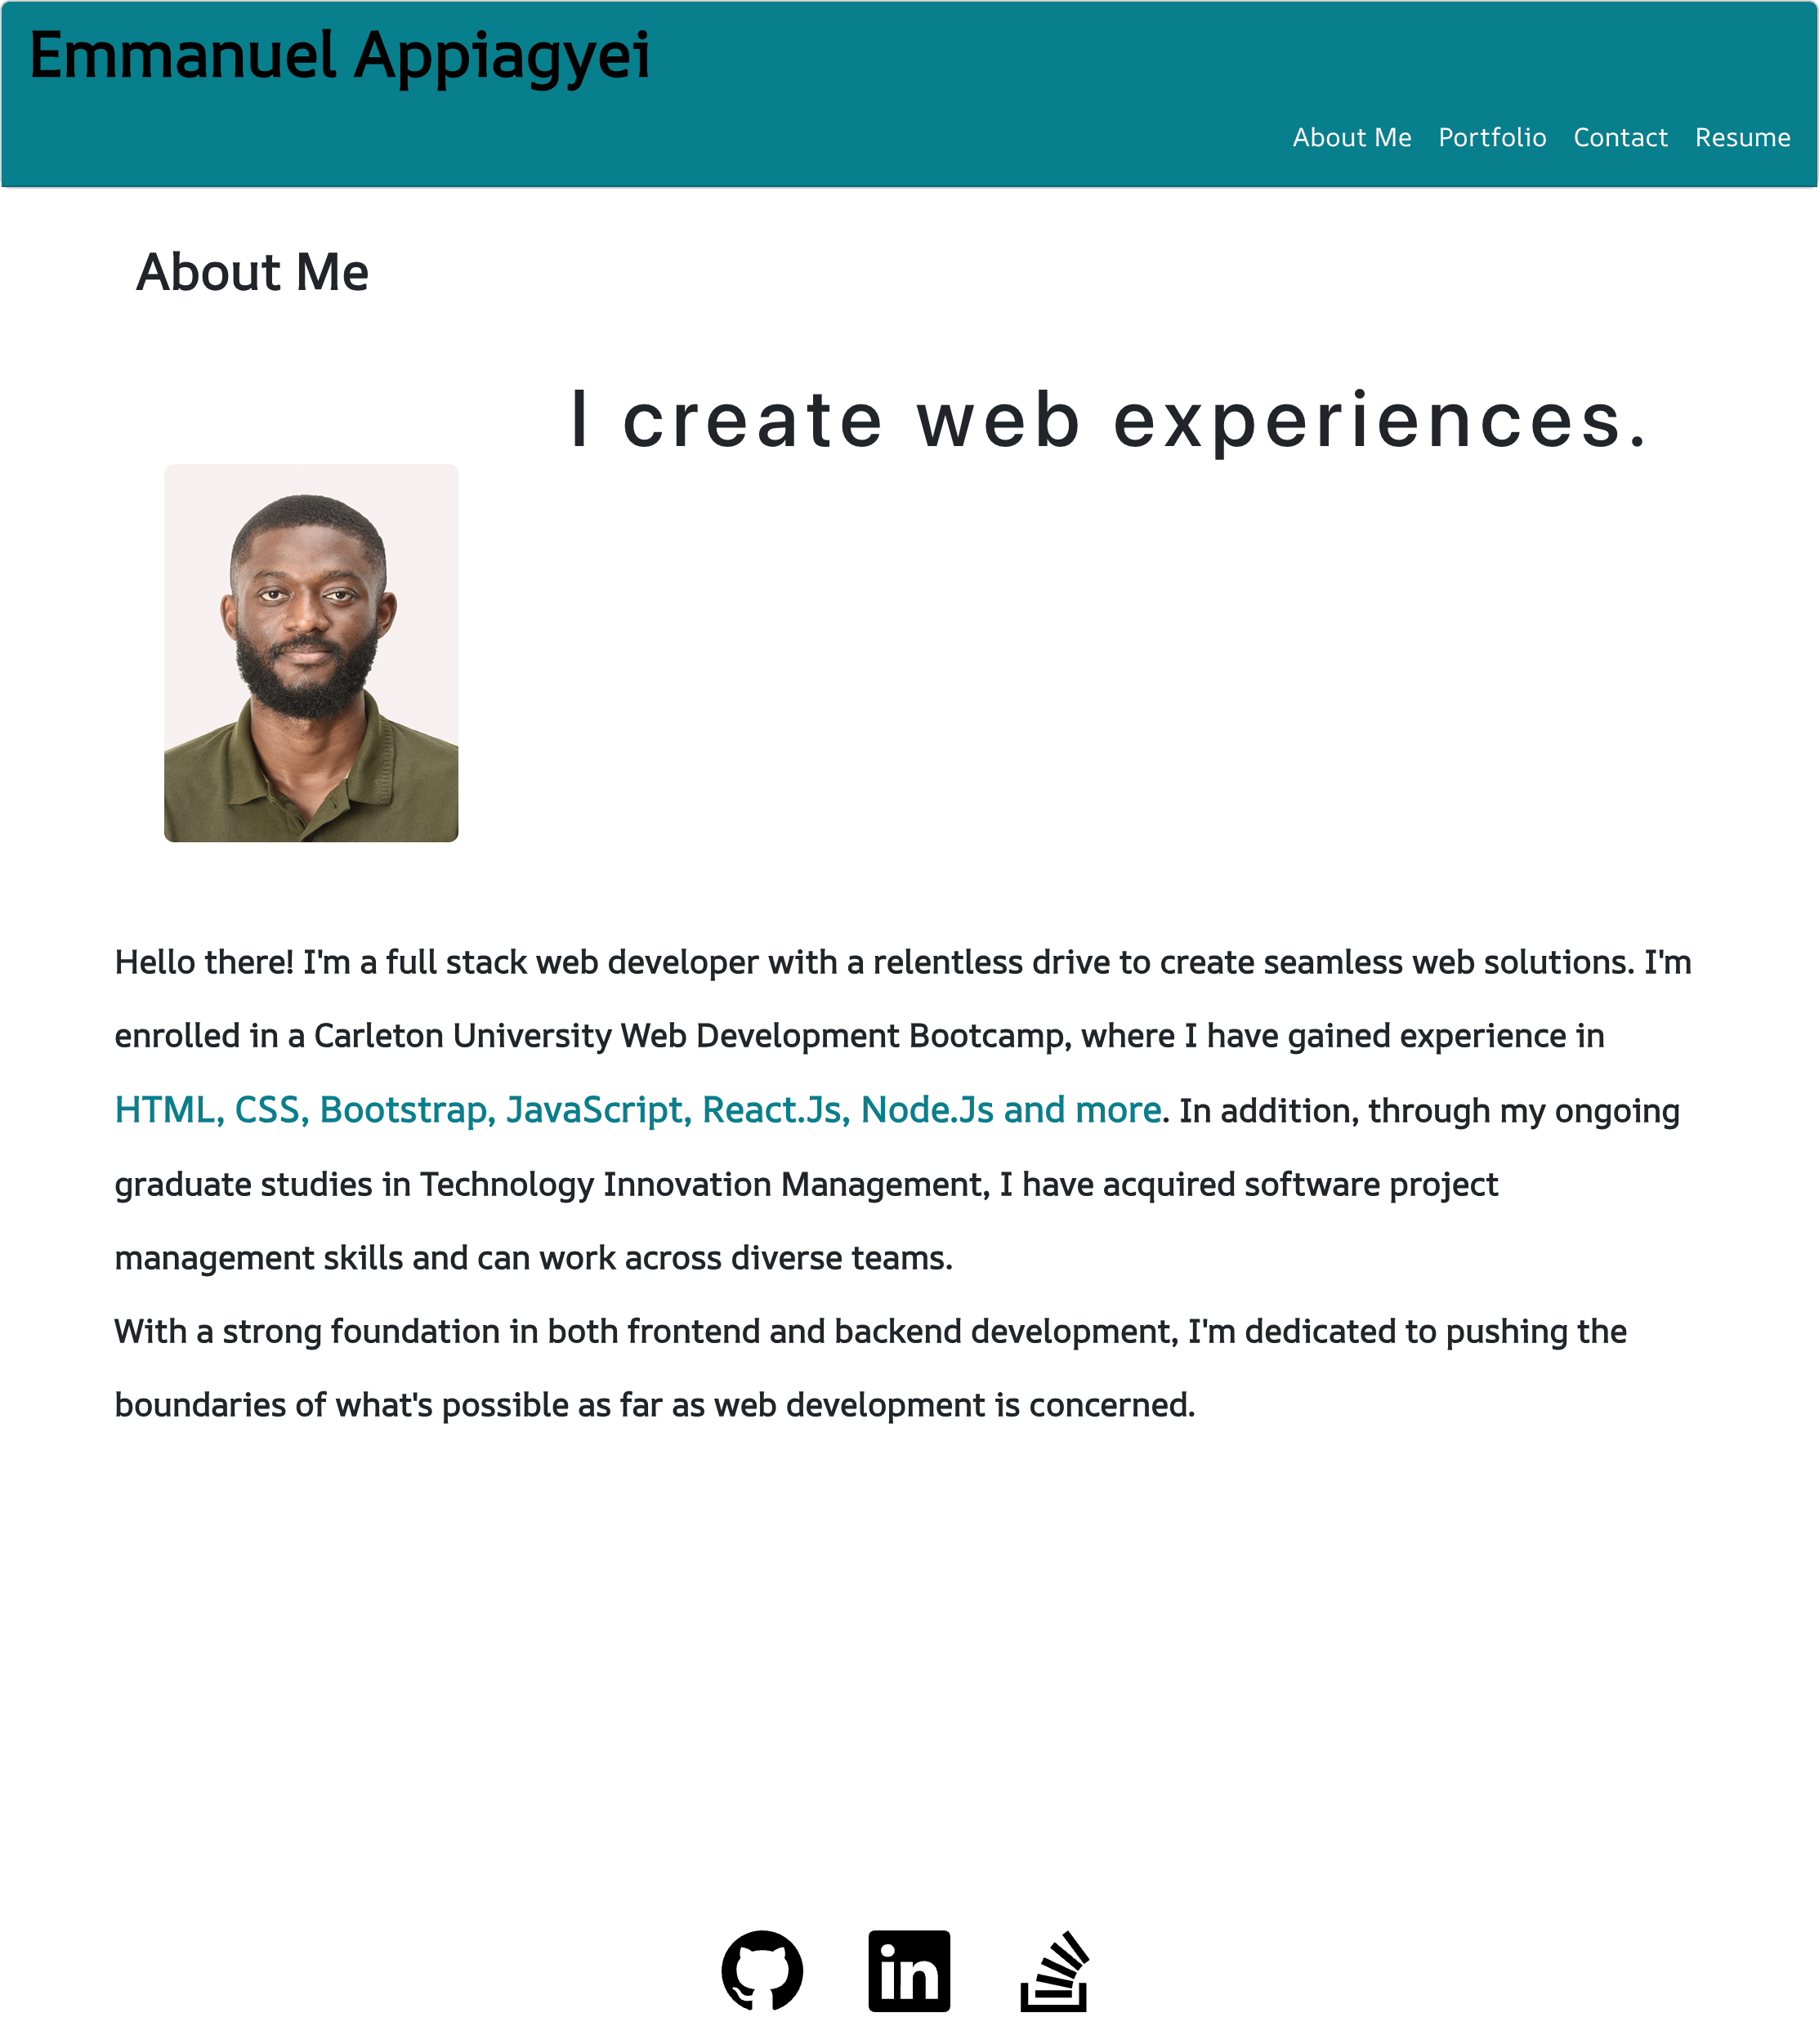 Emmanuel Appiagyei
About Me Portfolio Contact Resume
About Me
I create web experiences.
Hello there! I'm a full stack web developer with a relentless drive to create seamless web solutions. I'm
enrolled in a Carleton University Web Development Bootcamp, where I have gained experience in
HTML, CSS, Bootstrap, JavaScript, React.Js, Node.Js and more. In addition, through my ongoing
graduate studies in Technology Innovation Management, I have acquired software project
management skills and can work across diverse teams.
With a strong foundation in both frontend and backend development, I'm dedicated to pushing the
boundaries of what's possible as far as web development is concerned.
in